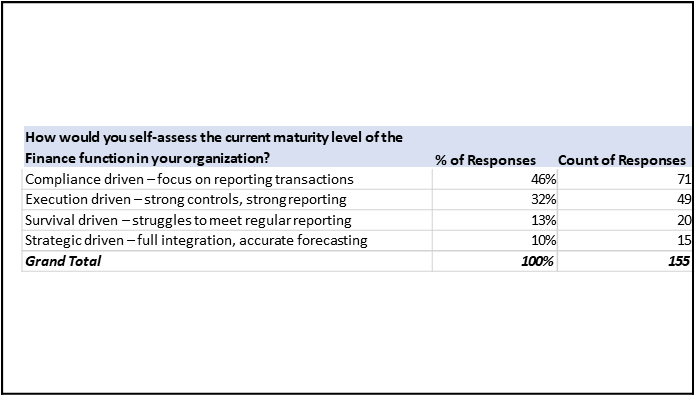 How would you self-assess the current maturity level of the
Finance function in your organization? % of Responses Count of Responses
Compliance driven – focus on reporting transactions 46% 71
Execution driven – strong controls, strong reporting 32% 49
Survival driven – struggles to meet regular reporting 13% 20
Strategic driven – full integration, accurate forecasting 10% 15
Grand Total 100% 155